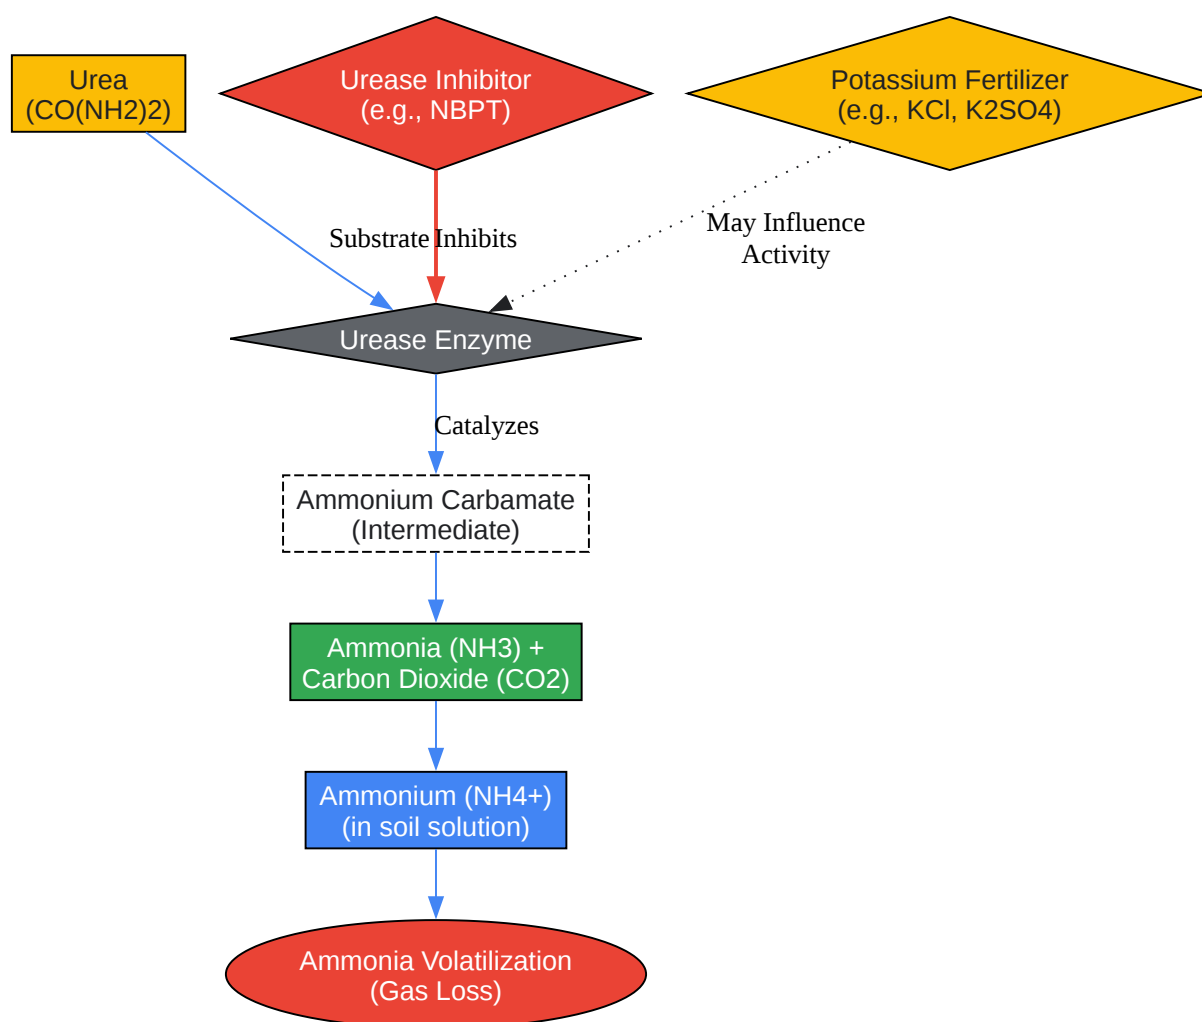 Urea
(CO(NH2)2)
Urease Inhibitor
(e.g., NBPT)
Potassium Fertilizer
(e.g., KCl, K2SO4)
Substrate
Inhibits
May Influence
Activity
Urease Enzyme
Catalyzes
Ammonium Carbamate
(Intermediate)
Ammonia (NH3) +
Carbon Dioxide (CO2)
Ammonium (NH4+)
(in soil solution)
Ammonia Volatilization
(Gas Loss)